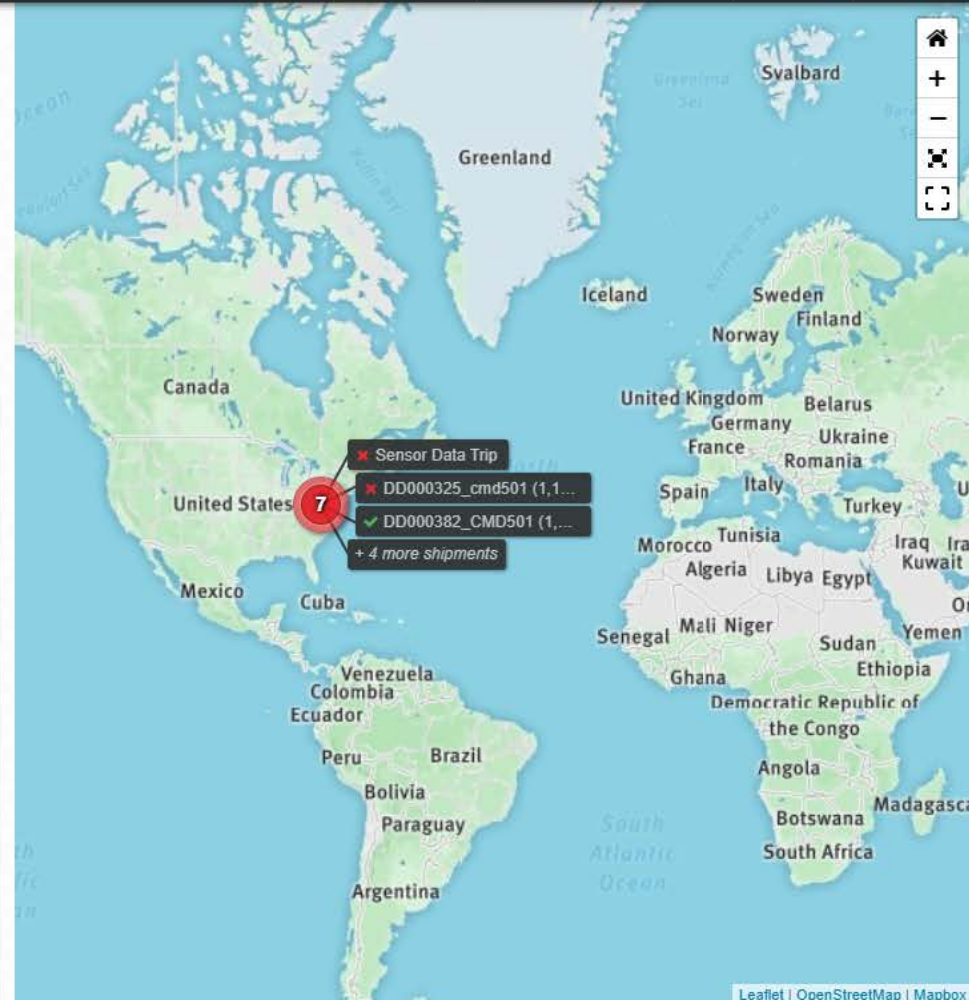 Svalbard
Greenland
Iceland
Sweden
Finland
Norway
Canada
United Kingdom
Belarus
Germany
Ukraine
France
Romania
× Sensor Data Trip
Italy
Spain
DD000325_cmd501 (1,1...
United States
7
Turkey
✓ DD000382_CMD501 (1,...
Tunisia
Morocco
Iraq
Ira
+ 4 more shipments
Kuwait
Algeria
Libya
Egypt
Mexico
Cuba
Or
Mali
Niger
Yemen
Senegal
Sudan
Ethiopia
Venezuela
Ghana
Colombia
Democratic Republic of
the Congo
Ecuador
Peru
Brazil
Angola
Bolivia
Madagasca
Paraguay
Botswana
South
Atlantic
Ocean
South Africa
Argentina
Leaflet | OpenStreetMap | Mapbox